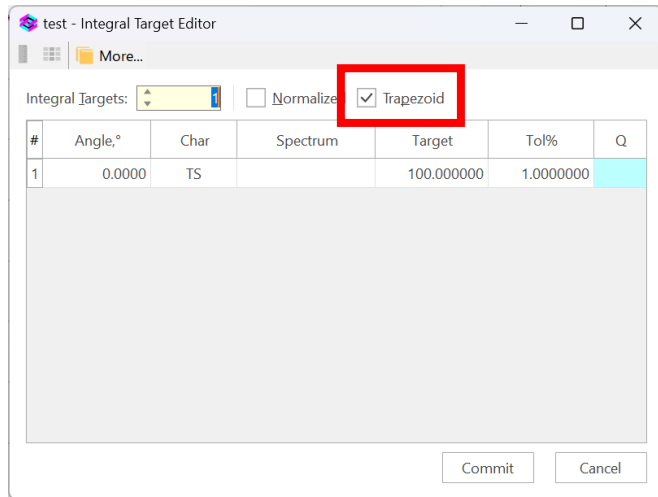 test - Integral Target Editor
More...
Integral Targets: 1 Normalized Trapezoid
# Angle,° Char Spectrum Target Tol% Q
1 0.0000 TS 100.000000 1.0000000
Commit Cancel